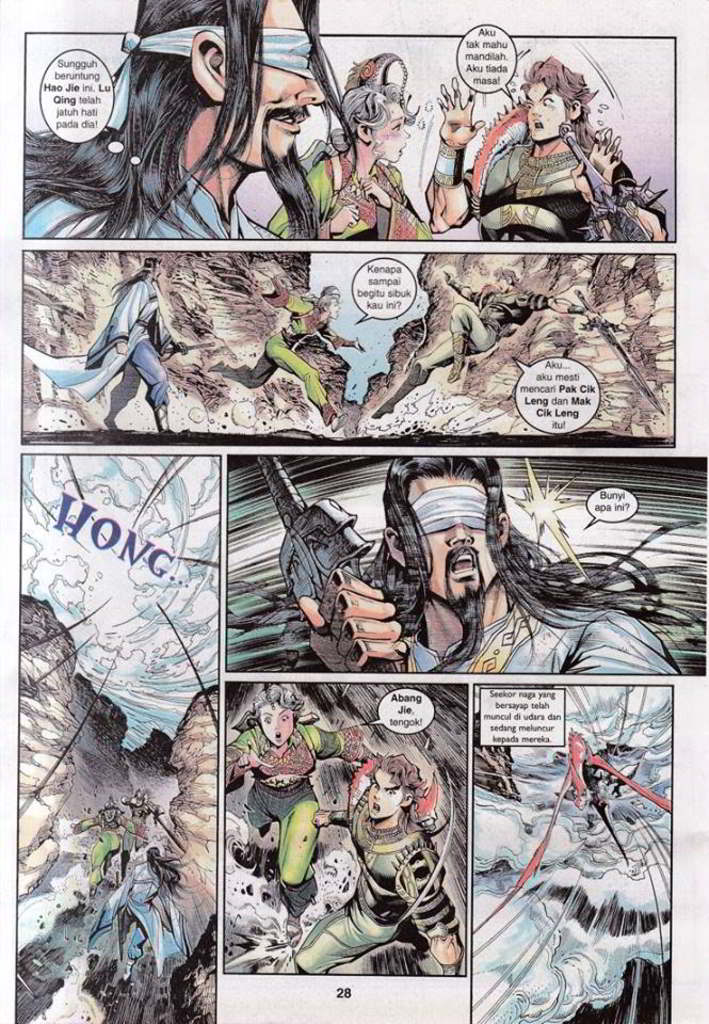 Sungguh
beruntung
Hao Jie ini. Lu
Qing telah
jatuh hati
pada dia!
Aku
tak mahu
mandilah.
Aku tiada
masa!
Kenapa
sampai
begitu sibuk
kau ini?
Aku...
aku mesti
mencari Pak Cik
Leng dan Mak
Cik Leng
itu!
HONG...
Bunyi
apa ini?
Abang
Jie,
tengok!
Seekor naga yang
bersayap telah
muncul di udara dan
sedang meluncur
kepada mereka.
28